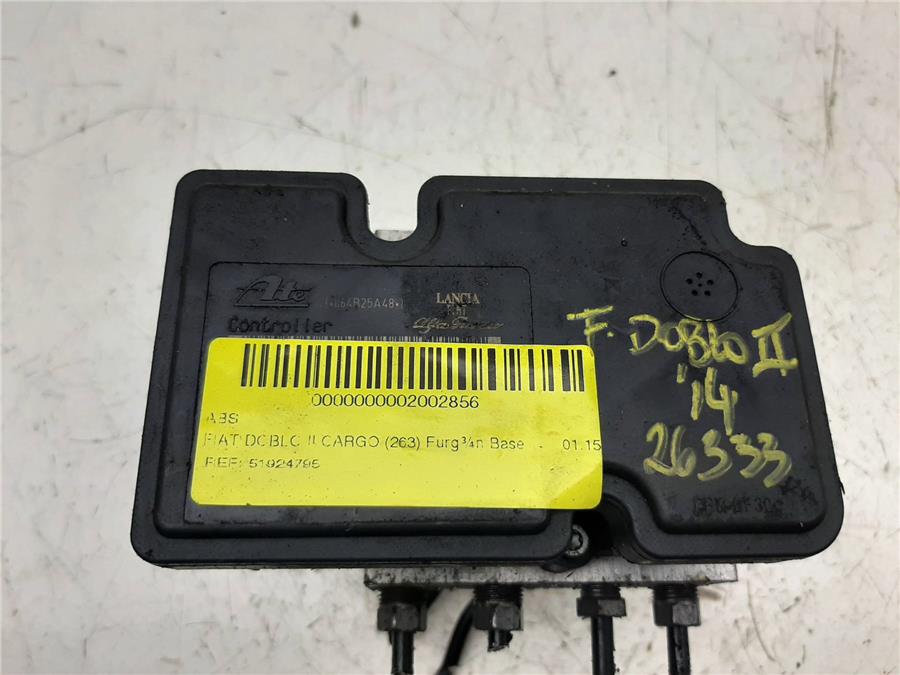 Ate
LANCIA
Controller
0000000002002856
ABS
FIAT DOBLO II CARGO (263) Furg¾n Base ... 01.15
REF: 51924795
F. DOBLO II
'14
26333